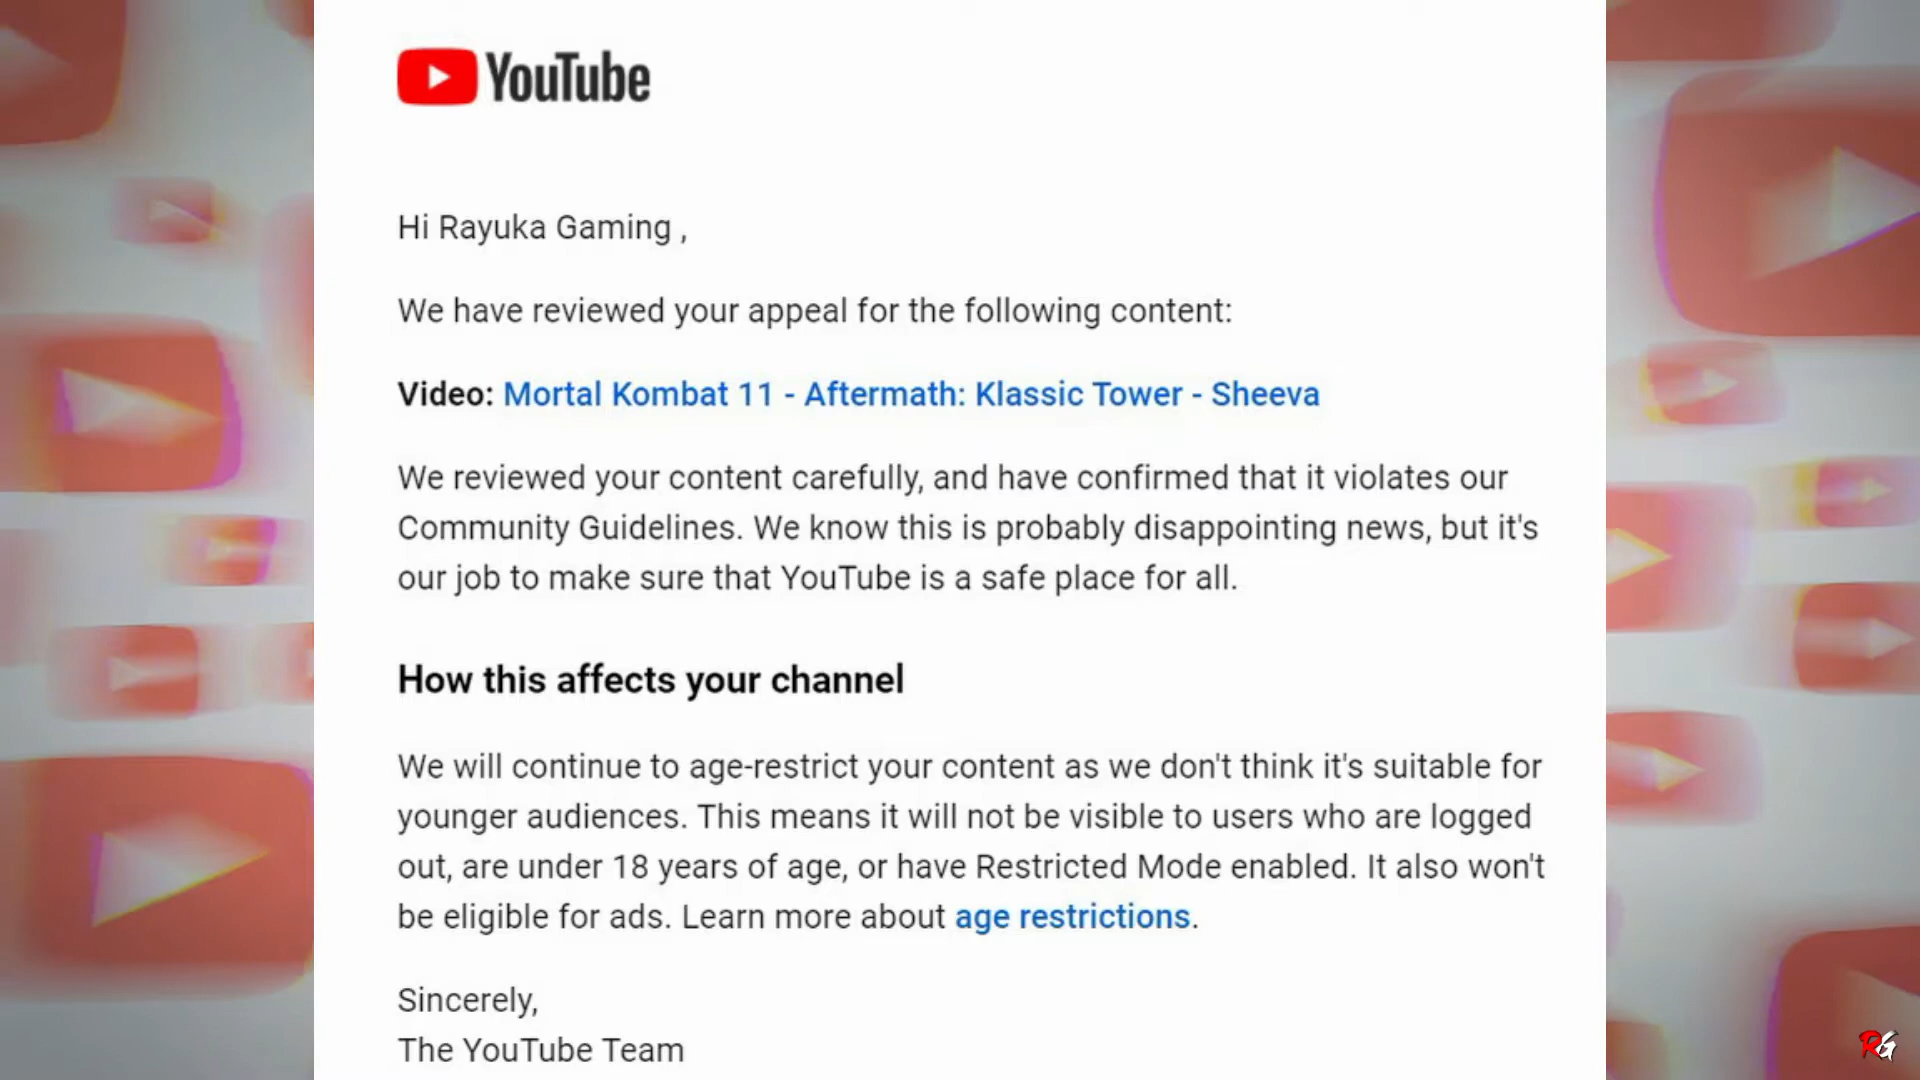 YouTube
Hi Rayuka Gaming ,
We have reviewed your appeal for the following content:
Video: Mortal Kombat 11 - Aftermath: Klassic Tower - Sheeva
We reviewed your content carefully, and have confirmed that it violates our
Community Guidelines. We know this is probably disappointing news, but it's
our job to make sure that YouTube is a safe place for all.
How this affects your channel
We will continue to age-restrict your content as we don't think it's suitable for
younger audiences. This means it will not be visible to users who are logged
out, are under 18 years of age, or have Restricted Mode enabled. It also won't
be eligible for ads. Learn more about age restrictions.
Sincerely,
The YouTube Team
RG